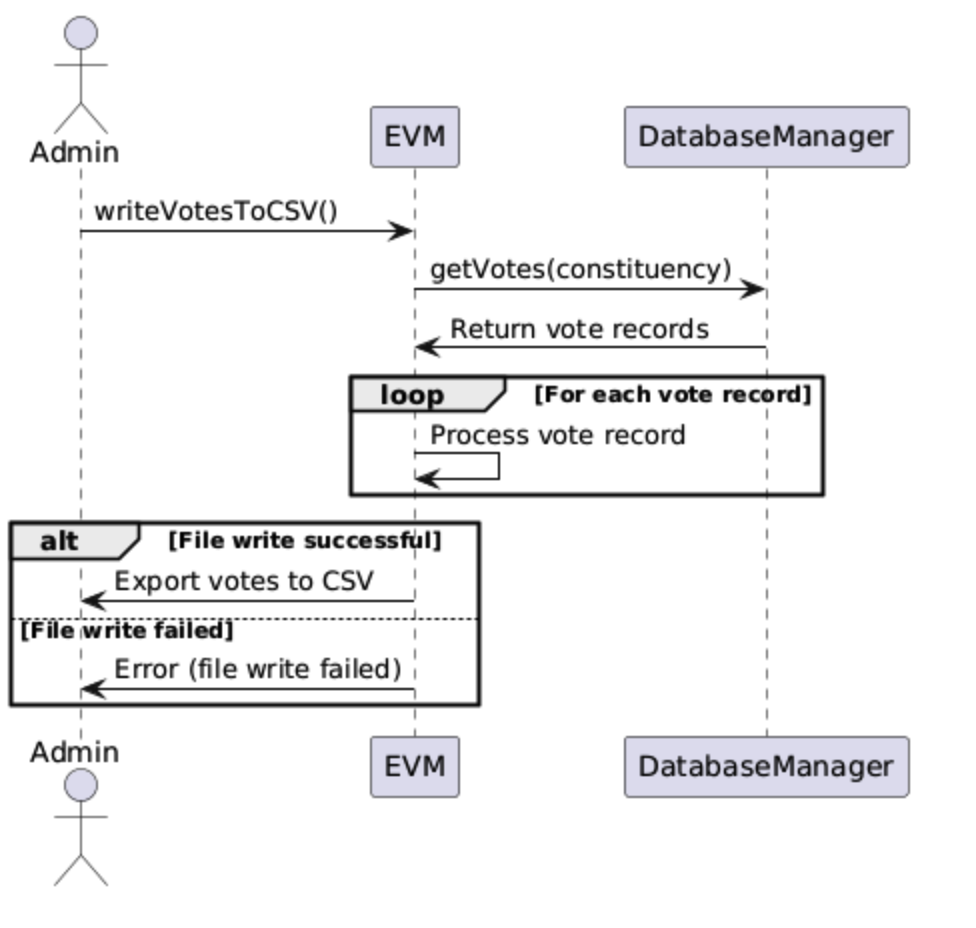 Admin
EVM
DatabaseManager
writeVotesToCSV()
getVotes(constituency)
Return vote records
loop
[For each vote record]
Process vote record
alt
[File write successful]
Export votes to CSV
[File write failed]
Error (file write failed)
Admin
EVM
DatabaseManager